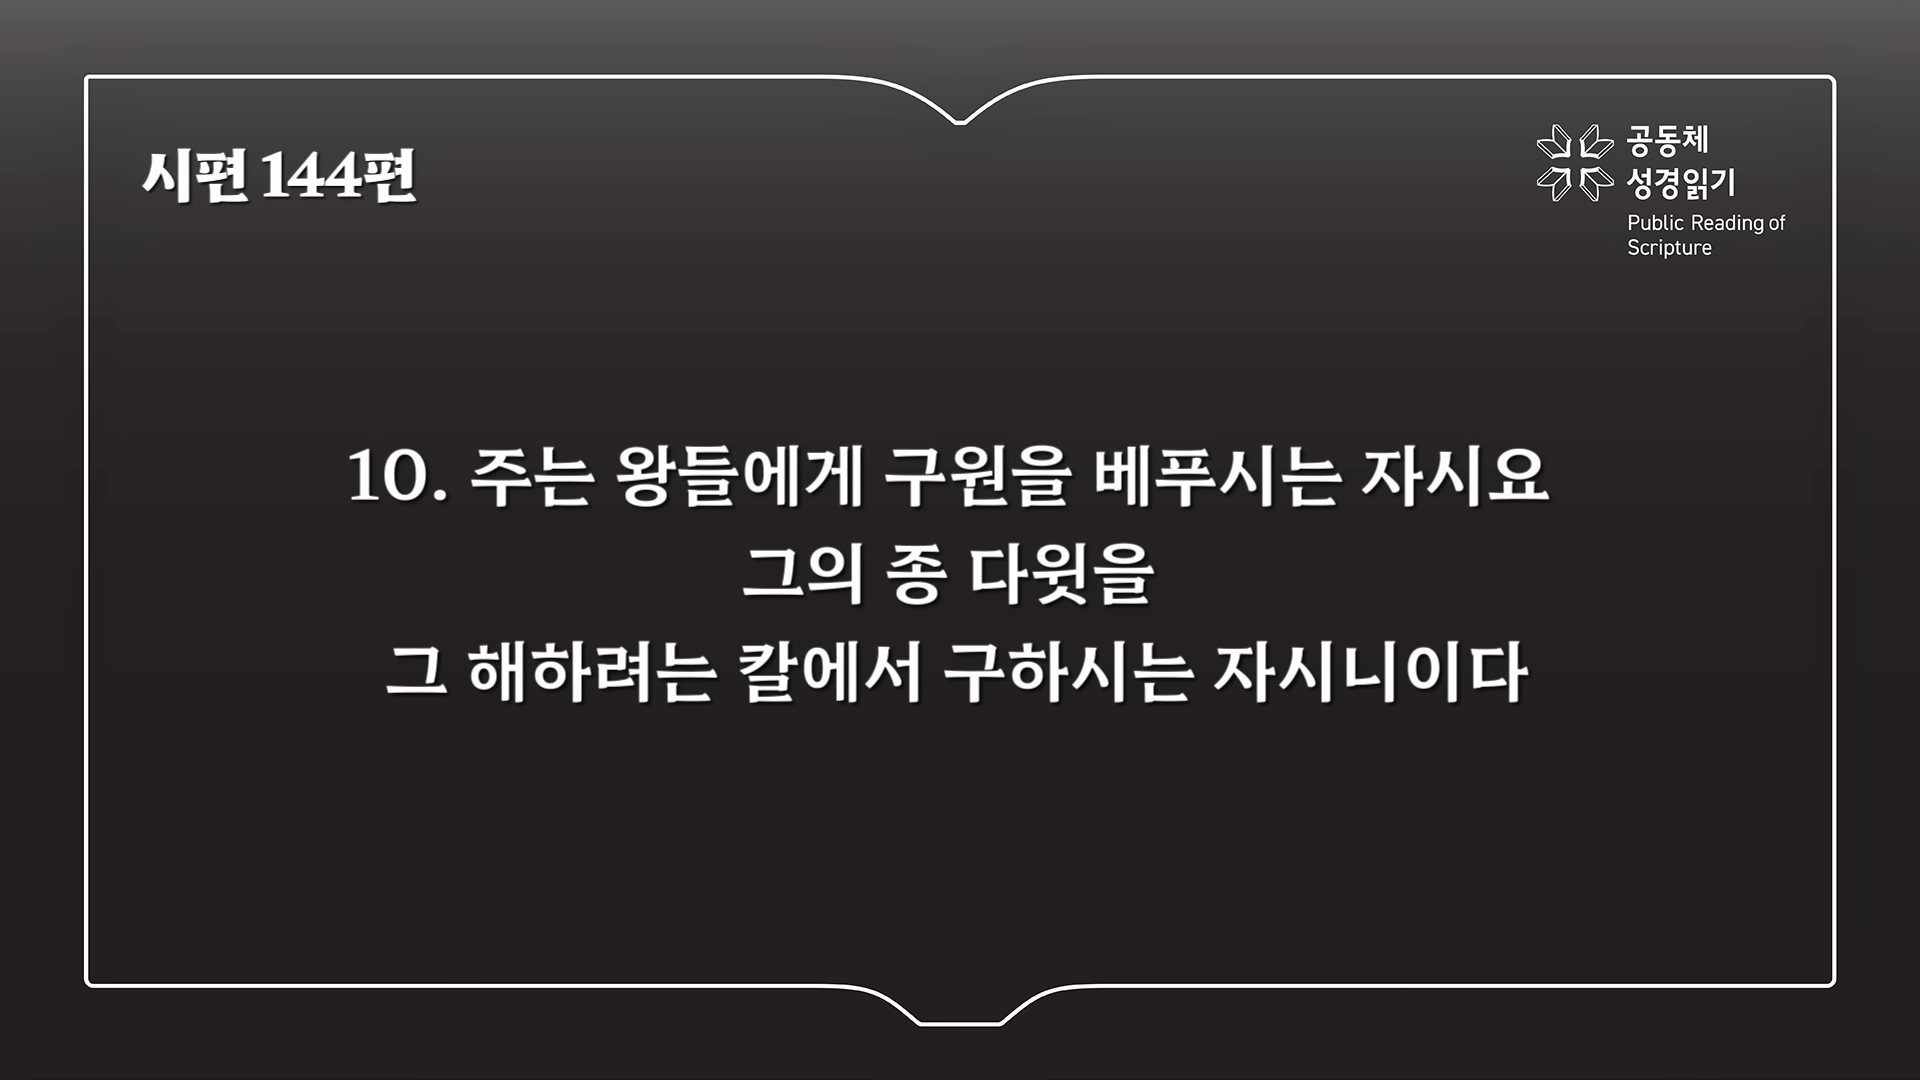 시편 144편
공동체
성경읽기
Public Reading of
Scripture
10. 주는 왕들에게 구원을 베푸시는 자시요
그의 종 다윗을
그 해하려는 칼에서 구하시는 자시니이다